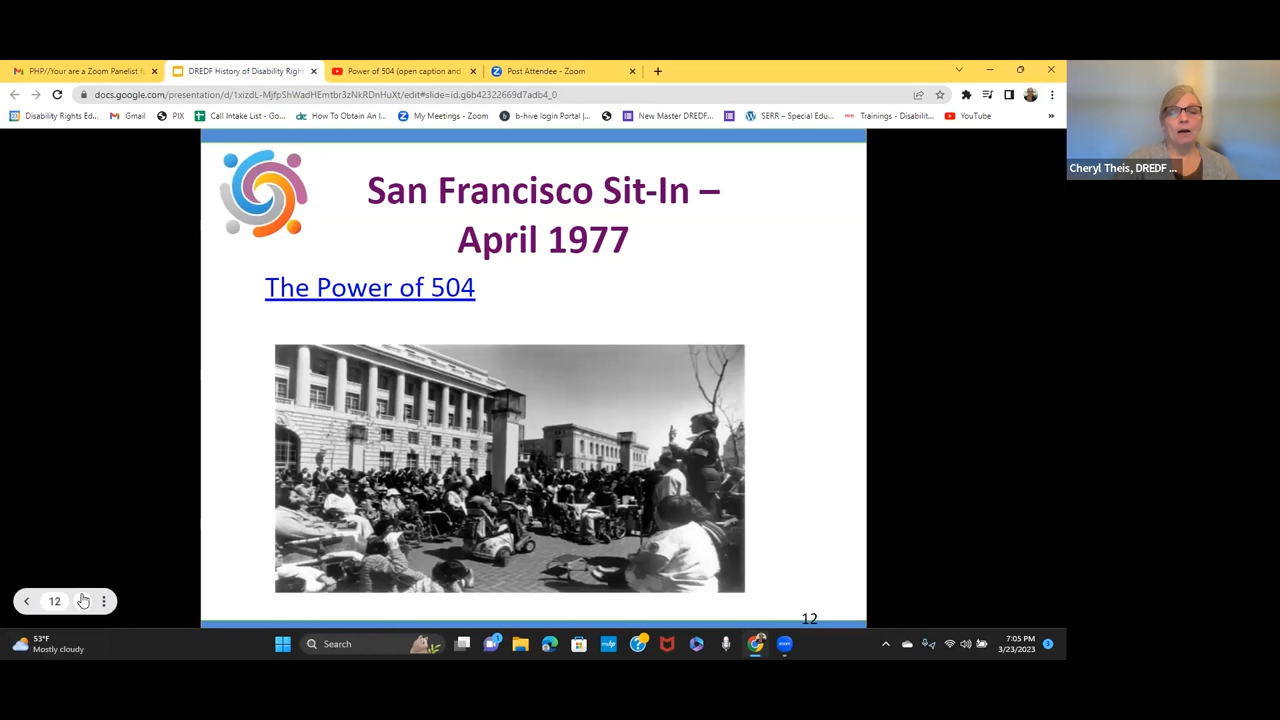 PHP//Your are a Zoom Panelist f
DREDF History of Disability Righ
Power of 504 (open caption and
Post Attendee - Zoom
docs.google.com/presentation/d/1xizdL-MjfpShWadHEmtbr3zNkRDnHuXt/edit#slide=id.g6b42322669d7adb4_0
Disability Rights Ed...
Gmail
PIX
Call Intake List - Go...
How To Obtain An I...
My Meetings - Zoom
b-hive login Portal |...
New Master DREDF...
SERR – Special Edu...
Trainings - Disabilit...
YouTube
»
Cheryl Theis, DREDF ...
San Francisco Sit-In –
April 1977
The Power of 504
12
12
53°F
Mostly cloudy
Search
7:05 PM
3/23/2023